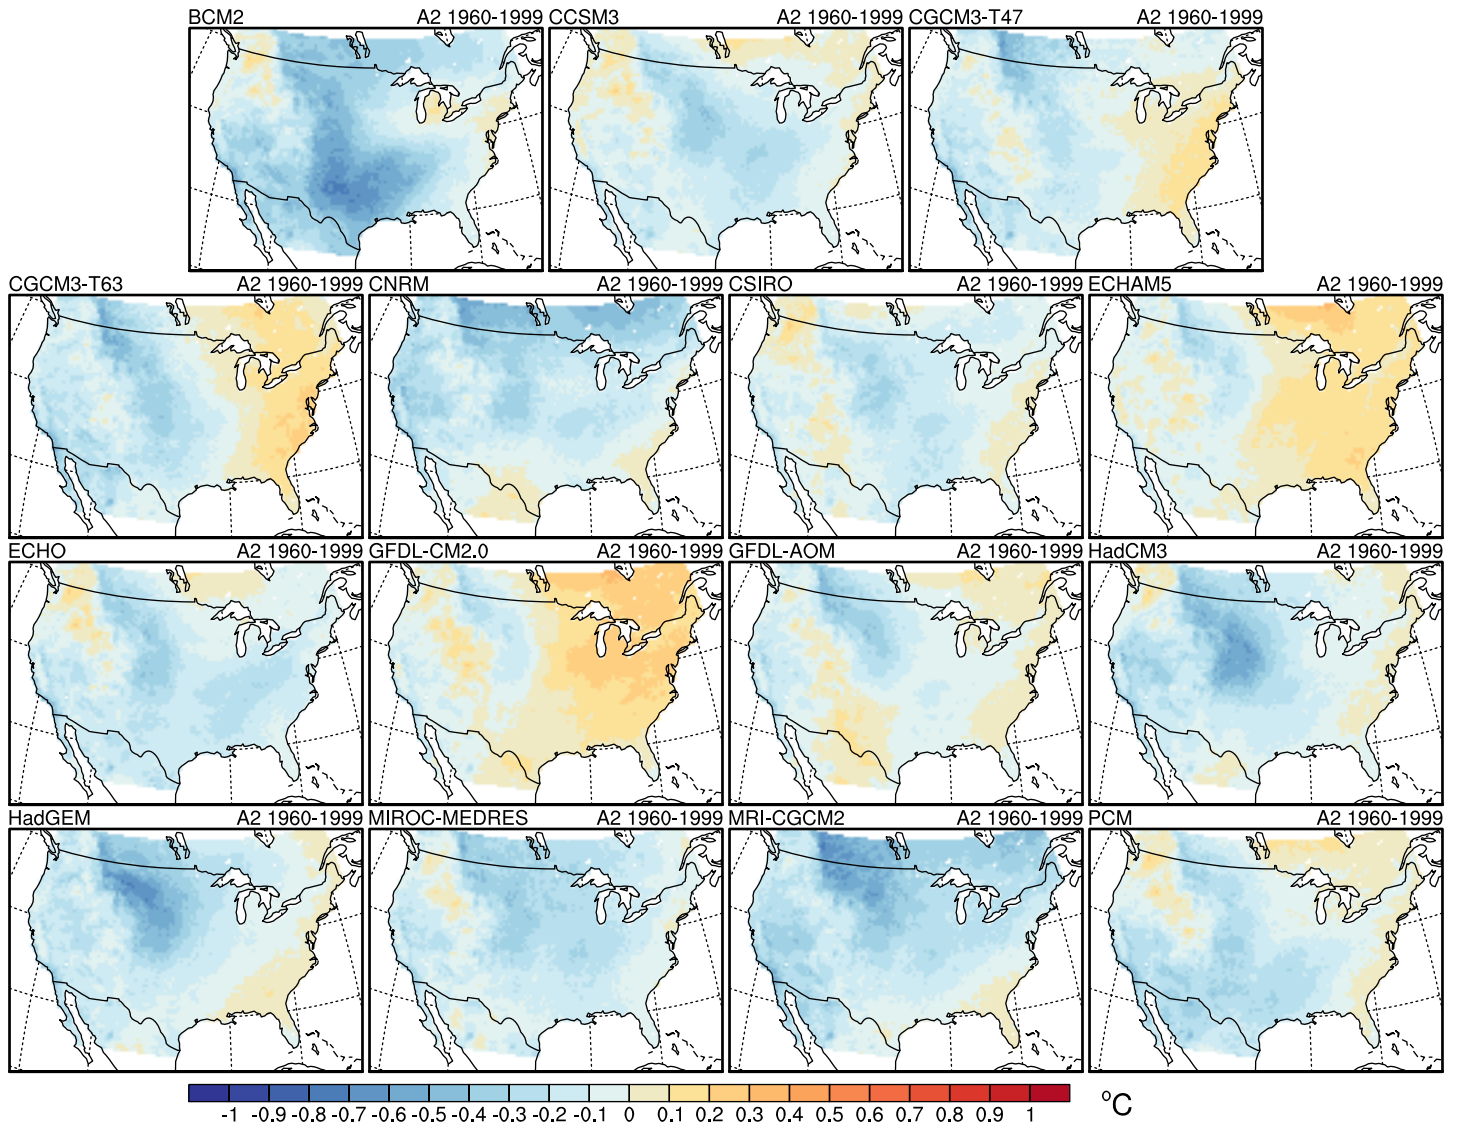 BCM2 A2 1960-1999 CCSM3 A2 1960-1999 CGCM3-T47 A2 1960-1999
CGCM3-T63 A2 1960-1999 CNRM A2 1960-1999 CSIRO A2 1960-1999 ECHAM5 A2 1960-1999
ECHO A2 1960-1999 GFDL-CM2.0 A2 1960-1999 GFDL-AOM A2 1960-1999 HadCM3 A2 1960-1999
HadGEM A2 1960-1999 MIROC-MEDRES A2 1960-1999 MRI-CGCM2 A2 1960-1999 PCM A2 1960-1999
-1 -0.9 -0.8 -0.7 -0.6 -0.5 -0.4 -0.3 -0.2 -0.1 0 0.1 0.2 0.3 0.4 0.5 0.6 0.7 0.8 0.9 1 °C